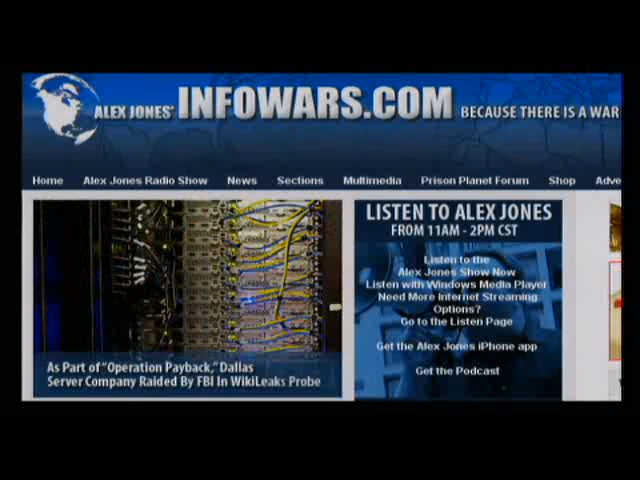 ALEX JONES' INFOWARS.COM BECAUSE THERE IS A WAR
Home Alex Jones Radio Show News Sections Multimedia Prison Planet Forum Shop Adve
LISTEN TO ALEX JONES
FROM 11AM - 2PM CST
Listen to the
Alex Jones Show Now
Listen with Windows Media Player
Need More Internet Streaming
Options?
Go to the Listen Page
Get the Alex Jones iPhone app
Get the Podcast
As Part of "Operation Payback," Dallas
Server Company Raided By FBI In WikiLeaks Probe